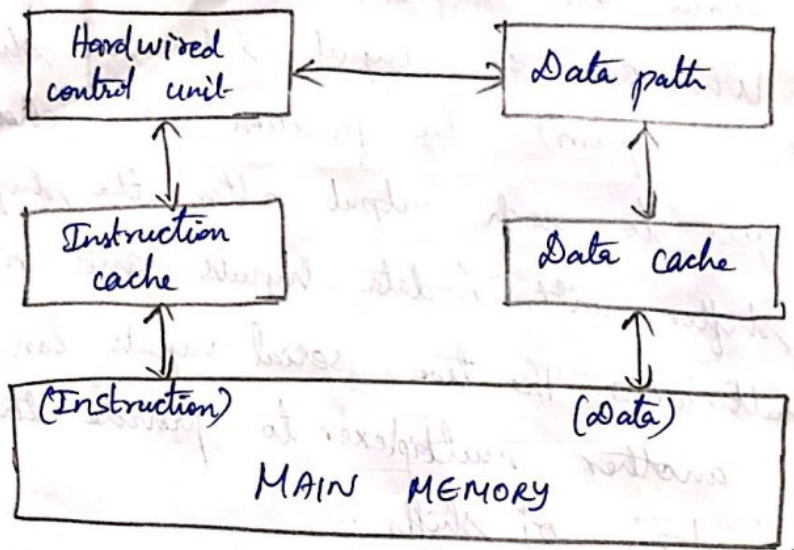 Hardwired
control unit
Data path
Instruction
cache
Data cache
(Instruction)
(Data)
MAIN MEMORY